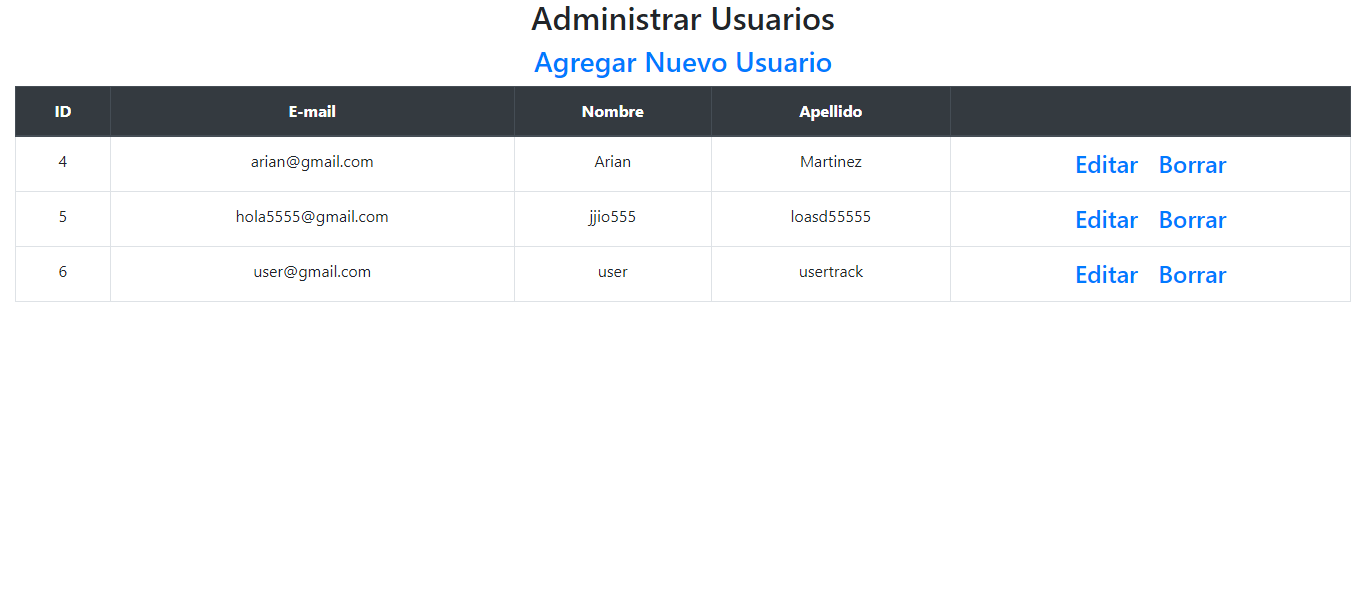 Administrar Usuarios
Agregar Nuevo Usuario
ID E-mail Nombre Apellido
4 arian@gmail.com Arian Martinez Editar Borrar
5 hola5555@gmail.com jjio555 loasd55555 Editar Borrar
6 user@gmail.com user usertrack Editar Borrar